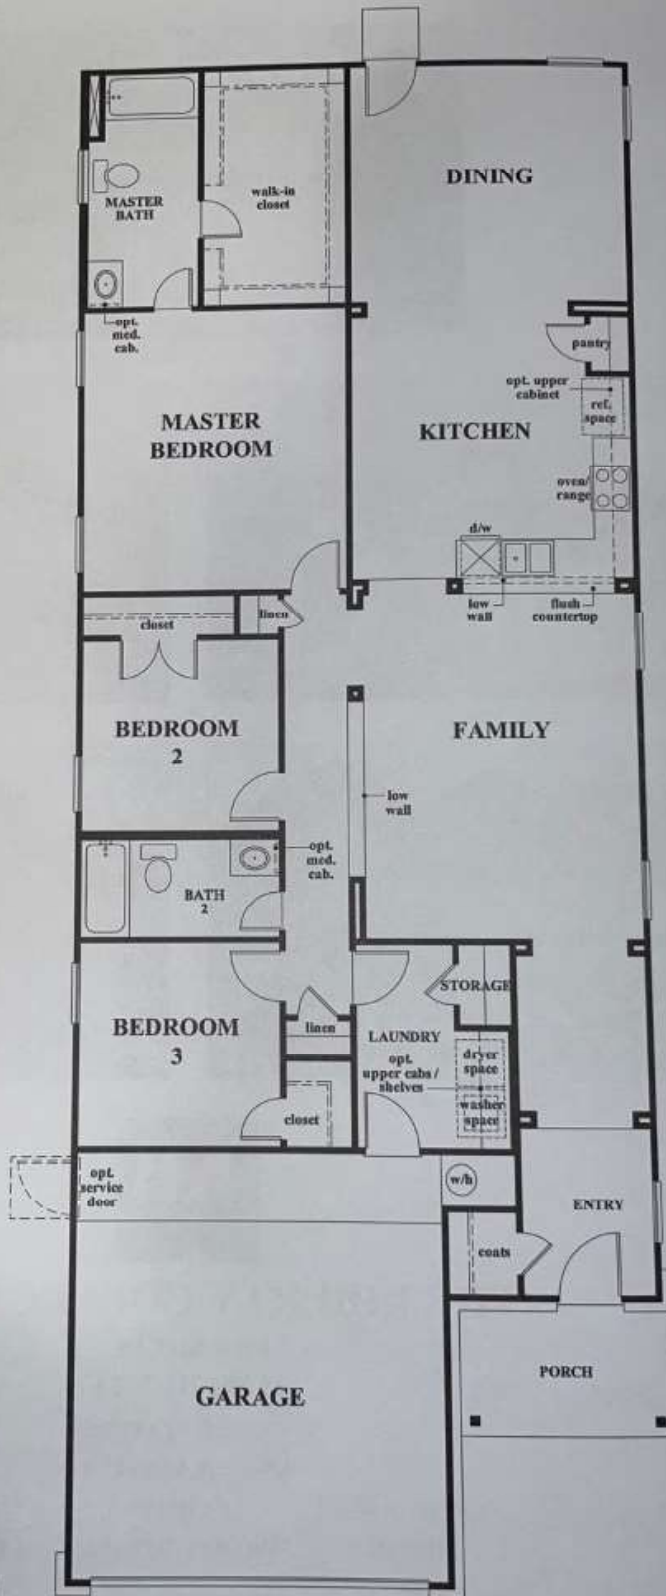 DINING
MASTER
BATH
walk-in
closet
opt.
med.
cab.
pantry
opt. upper
cabinet
ref.
space
MASTER
BEDROOM
KITCHEN
oven/
range
d/w
low
wall
flush
countertop
linen
closet
BEDROOM
2
FAMILY
low
wall
opt.
med.
cab.
BATH
2
STORAGE
BEDROOM
3
linen
LAUNDRY
opt.
upper cabs /
shelves
dryer
space
washer
space
closet
opt.
service
door
w/h
ENTRY
coats
PORCH
GARAGE